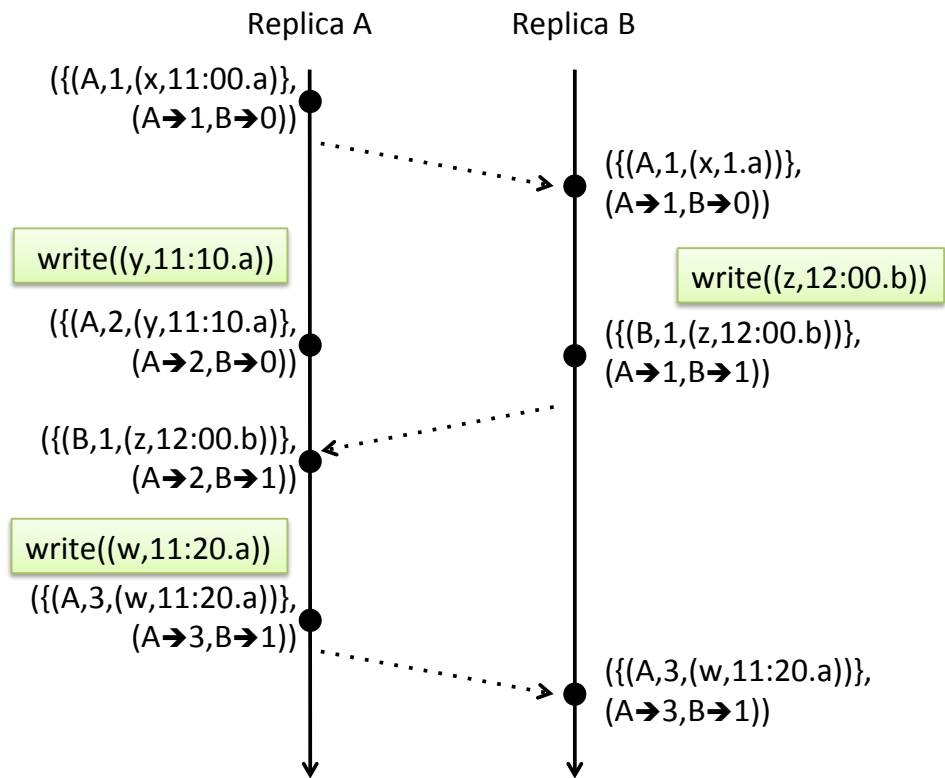 Replica A
Replica B
({(A,1,(x,11:00.a)},
(A➔1,B➔0))
({(A,1,(x,1.a))},
(A➔1,B➔0))
write((y,11:10.a))
write((z,12:00.b))
({(A,2,(y,11:10.a)},
(A➔2,B➔0))
({(B,1,(z,12:00.b))},
(A➔1,B➔1))
({(B,1,(z,12:00.b))},
(A➔2,B➔1))
write((w,11:20.a))
({(A,3,(w,11:20.a))},
(A➔3,B➔1))
({(A,3,(w,11:20.a))},
(A➔3,B➔1))